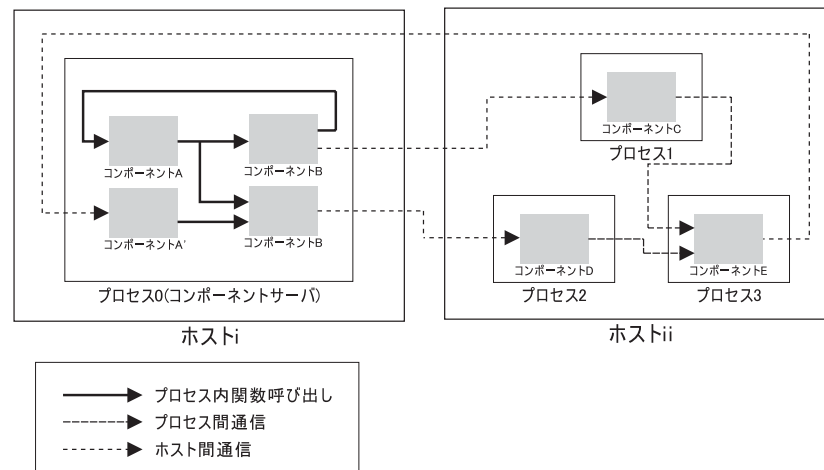 コンポーネントA
コンポーネントB
コンポーネントA'
コンポーネントB
プロセス0(コンポーネントサーバ)
ホストi
コンポーネントC
プロセス1
コンポーネントD
プロセス2
コンポーネントE
プロセス3
ホストii
プロセス内関数呼び出し
プロセス間通信
ホスト間通信